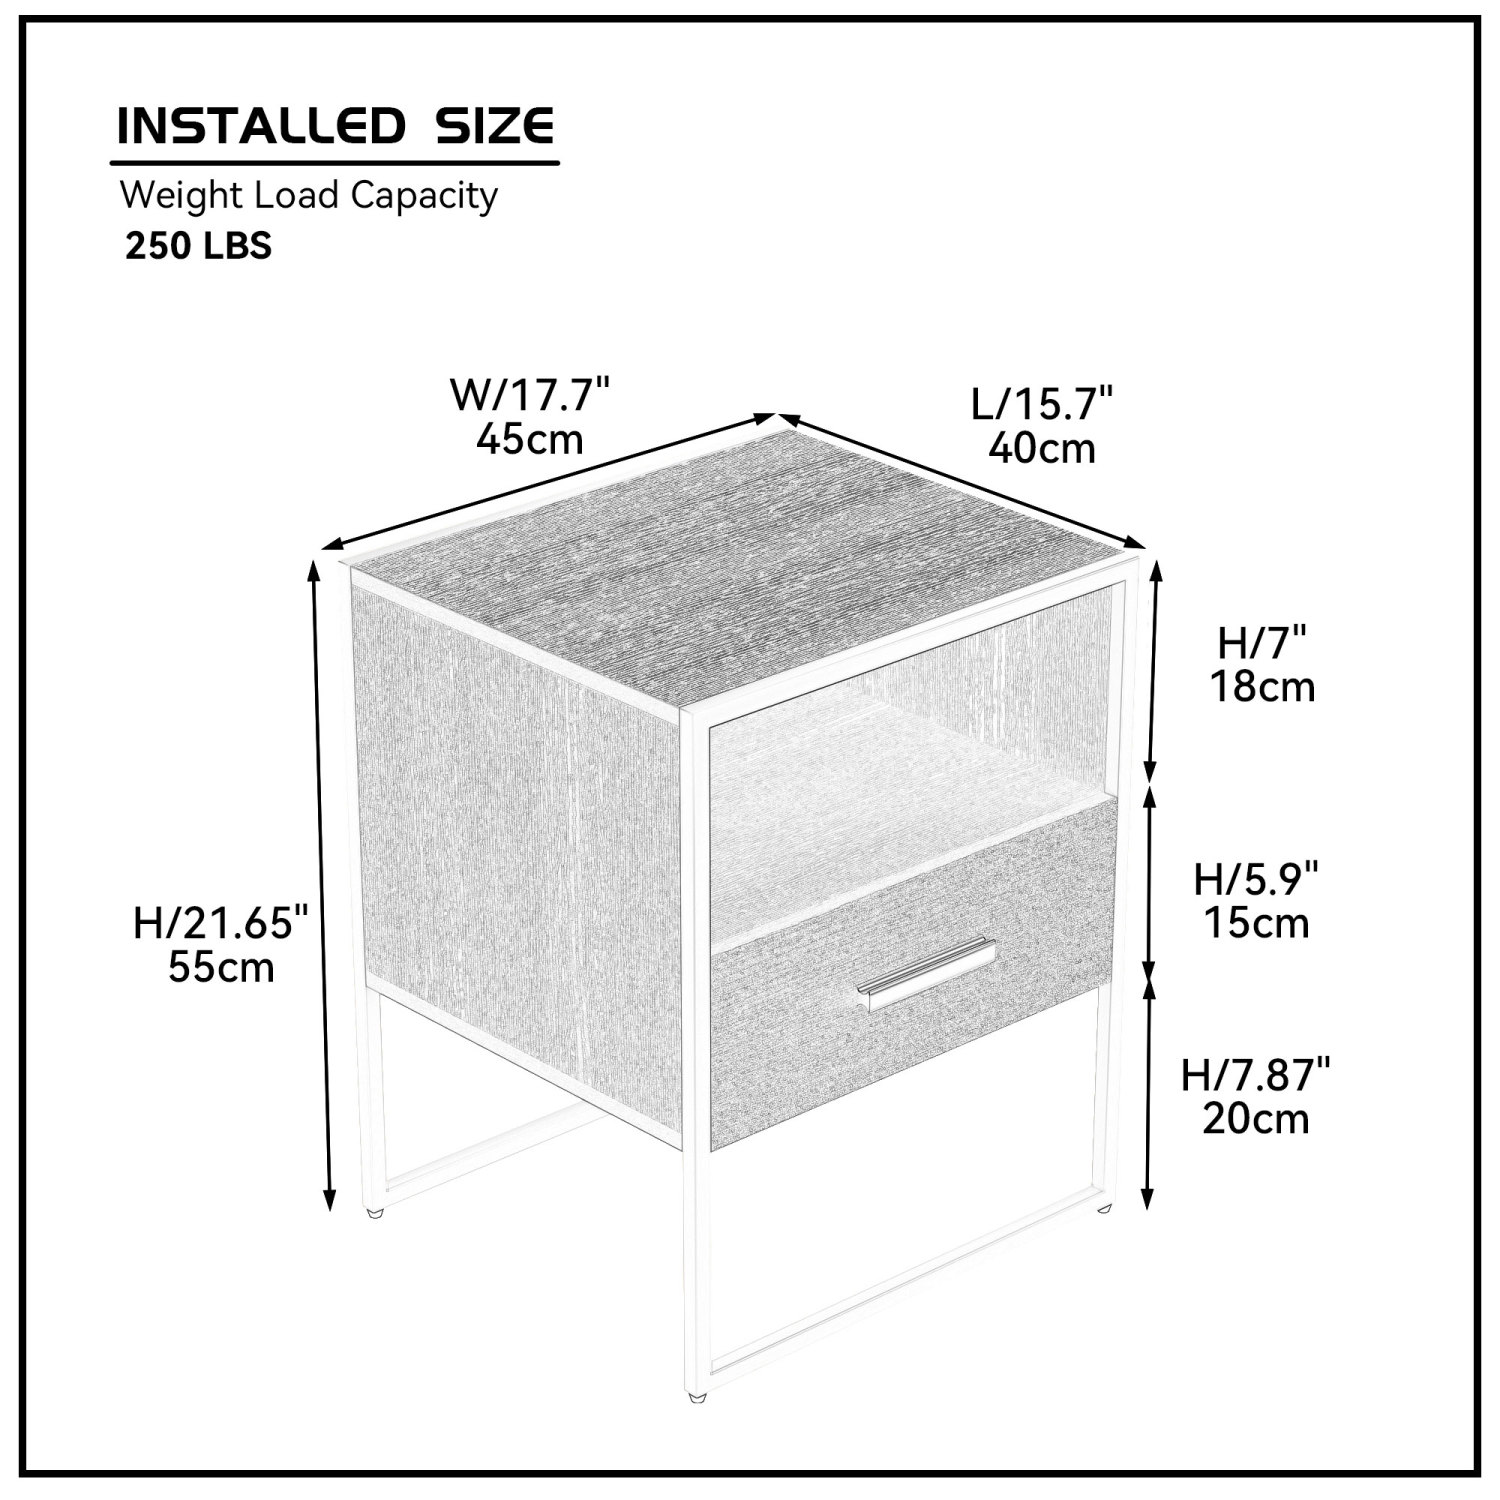 INSTALLED SIZE
Weight Load Capacity
250 LBS
W/17.7"
45cm
L/15.7"
40cm
H/7"
18cm
H/5.9"
15cm
H/21.65"
55cm
H/7.87"
20cm